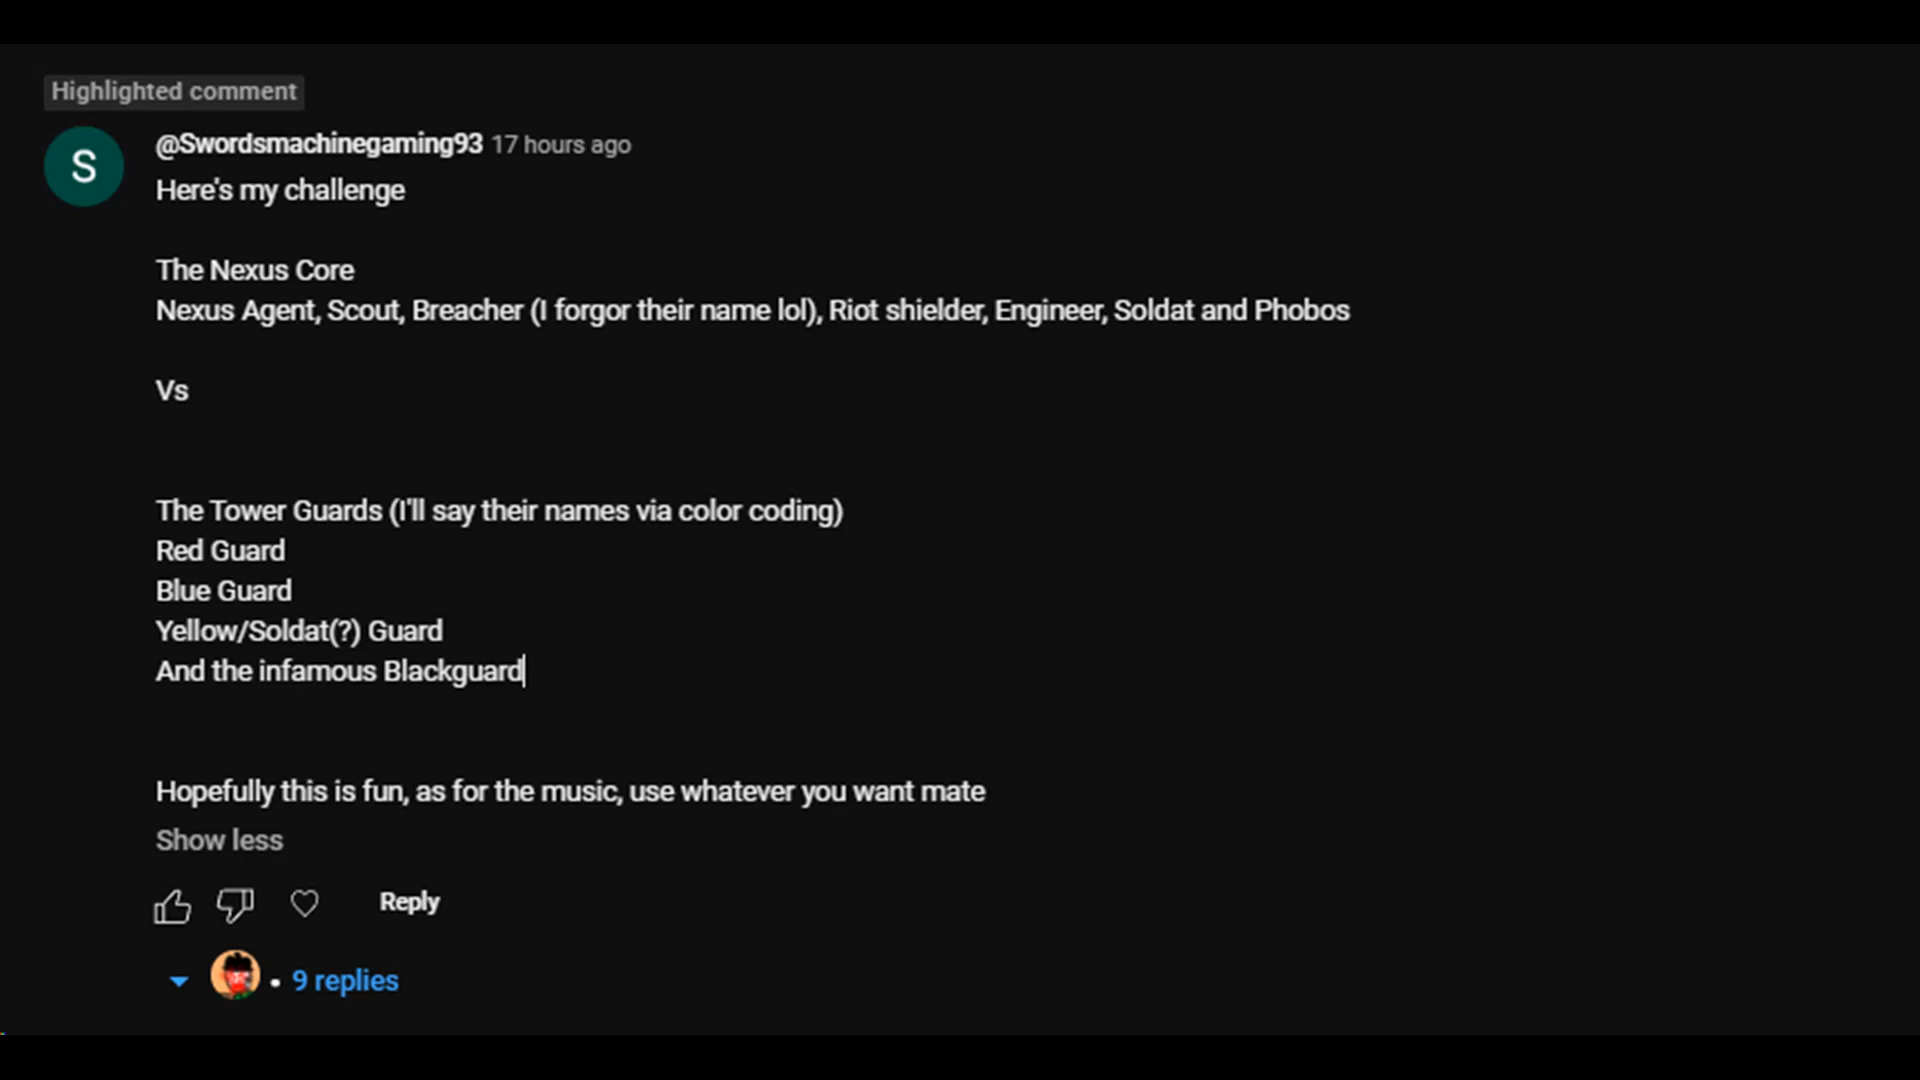 Highlighted comment
S
@Swordsmachinegaming93 17 hours ago
Here's my challenge
The Nexus Core
Nexus Agent, Scout, Breacher (I forgor their name lol), Riot shielder, Engineer, Soldat and Phobos
Vs
The Tower Guards (I'll say their names via color coding)
Red Guard
Blue Guard
Yellow/Soldat(?) Guard
And the infamous Blackguard
Hopefully this is fun, as for the music, use whatever you want mate
Show less
Reply
• 9 replies